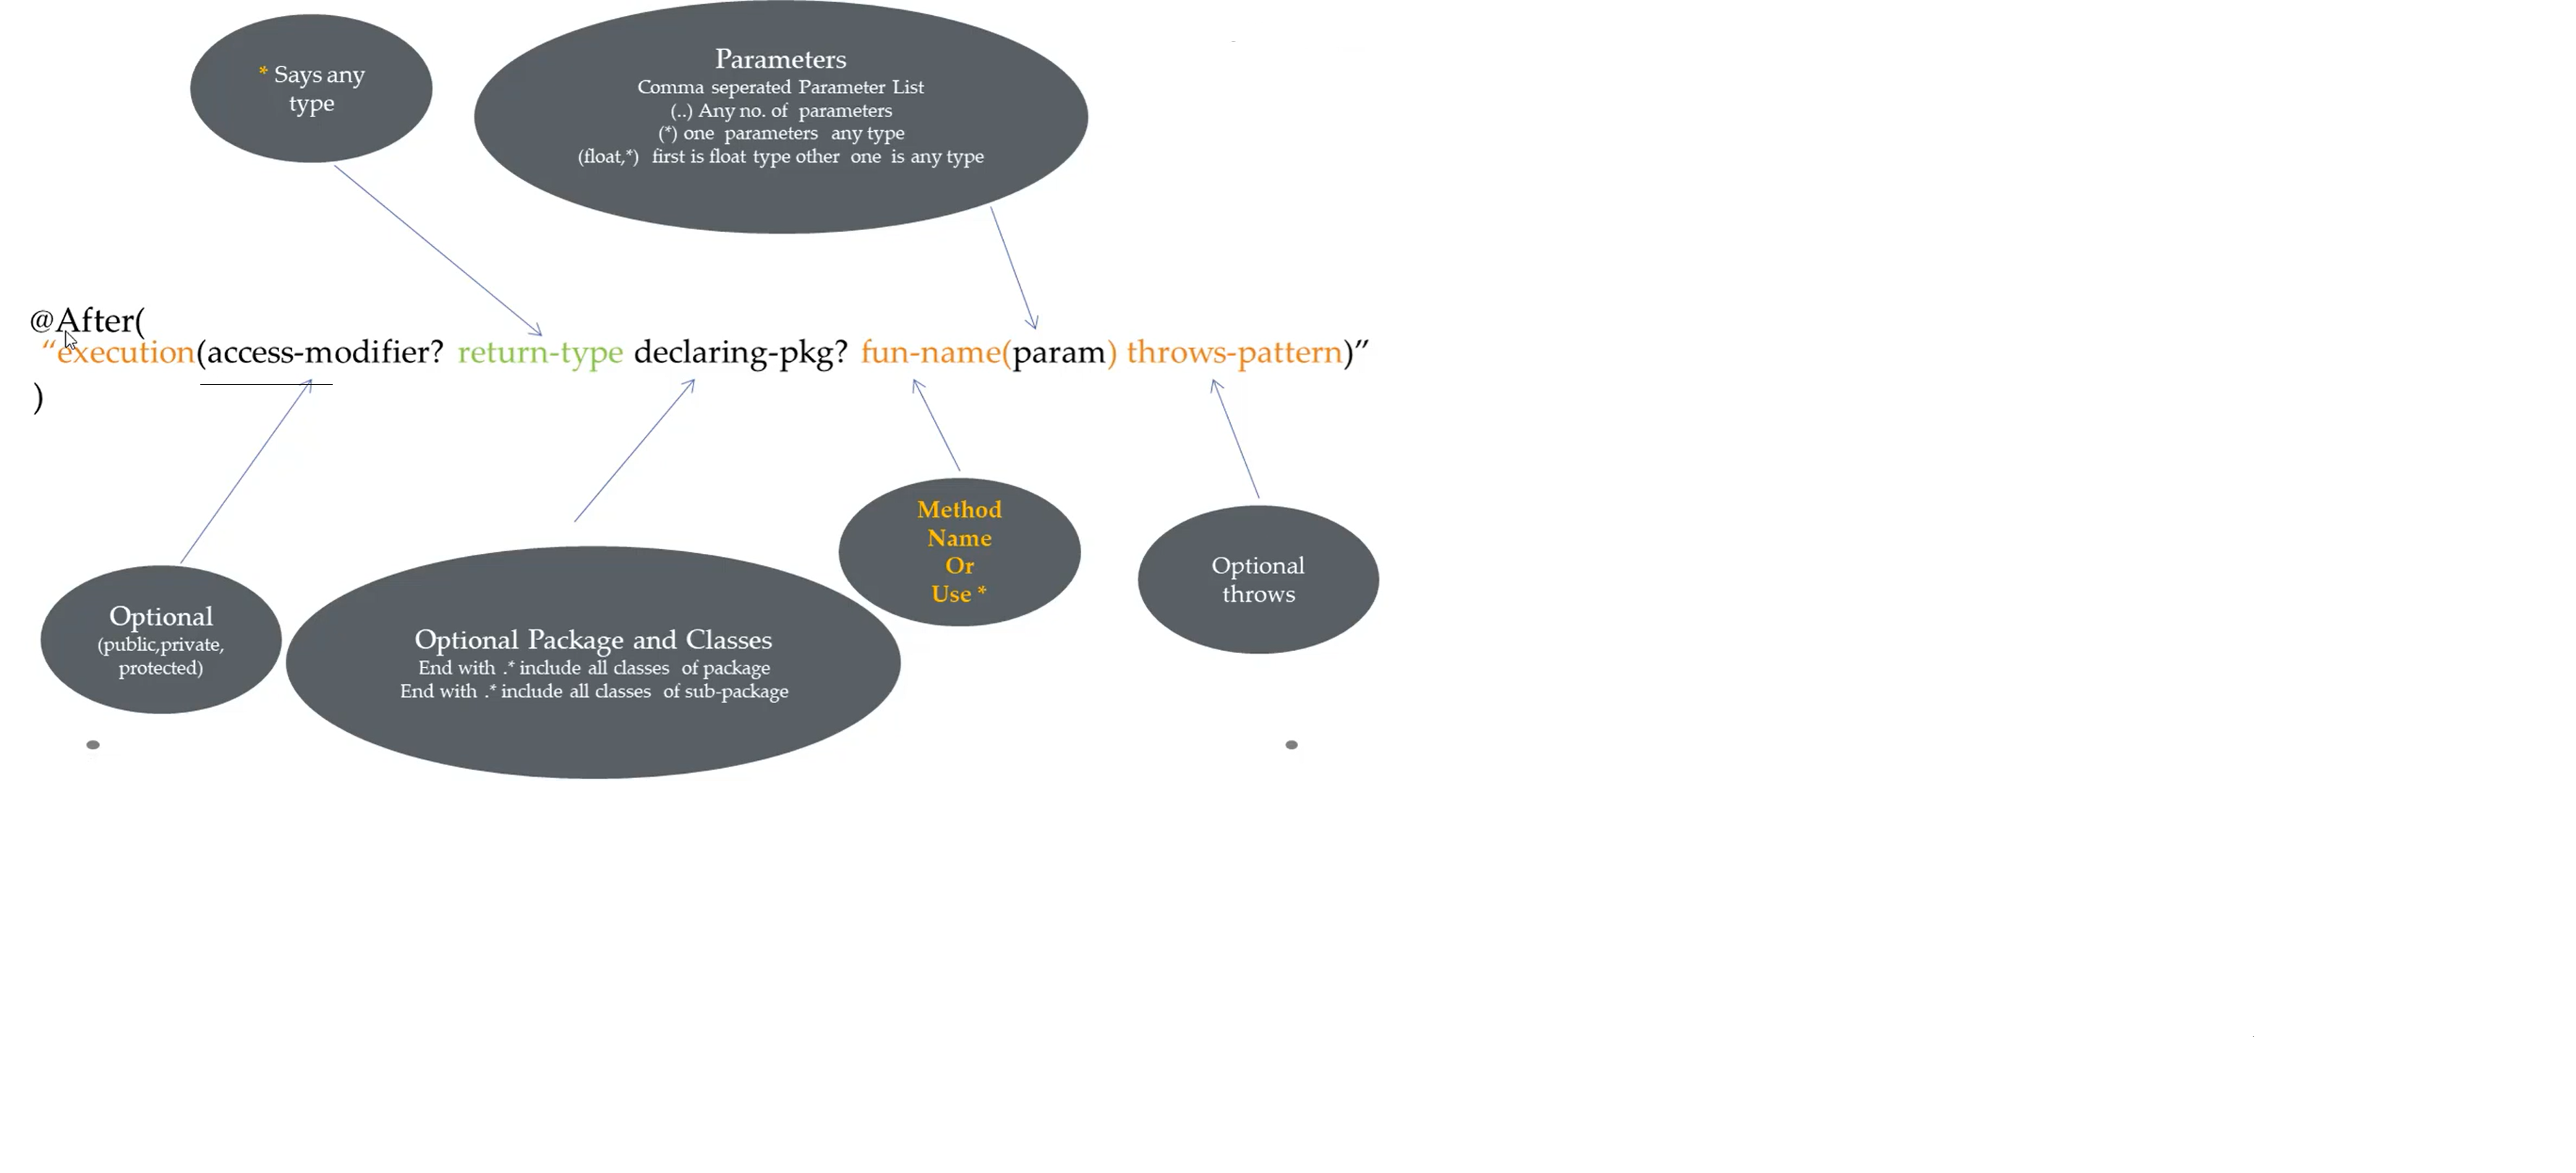 * Says any
type
Parameters
Comma seperated Parameter List
(..) Any no. of parameters
(*) one parameters any type
(float,*) first is float type other one is any type
@After(
“execution(access-modifier? return-type declaring-pkg? fun-name(param) throws-pattern)”
)
Optional
(public,private,
protected)
Optional Package and Classes
End with .* include all classes of package
End with .* include all classes of sub-package
Method
Name
Or
Use *
Optional
throws